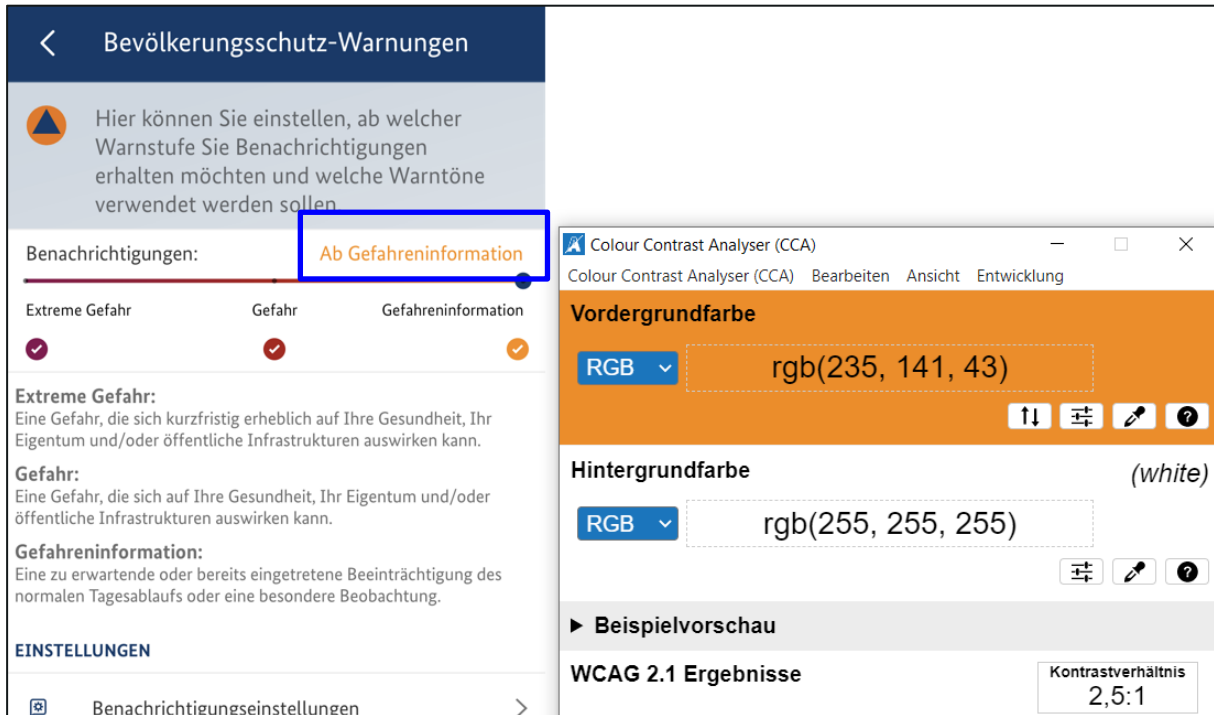 Bevölkerungsschutz-Warnungen
Hier können Sie einstellen, ab welcher
Warnstufe Sie Benachrichtigungen
erhalten möchten und welche Warntöne
verwendet werden sollen.
Benachrichtigungen:
Ab Gefahreninformation
Extreme Gefahr
Gefahr
Gefahreninformation
Extreme Gefahr:
Eine Gefahr, die sich kurzfristig erheblich auf Ihre Gesundheit, Ihr
Eigentum und/oder öffentliche Infrastrukturen auswirken kann.
Gefahr:
Eine Gefahr, die sich auf Ihre Gesundheit, Ihr Eigentum und/oder
öffentliche Infrastrukturen auswirken kann.
Gefahreninformation:
Eine zu erwartende oder bereits eingetretene Beeinträchtigung des
normalen Tagesablaufs oder eine besondere Beobachtung.
EINSTELLUNGEN
Benachrichtigungseinstellungen
Colour Contrast Analyser (CCA)
Colour Contrast Analyser (CCA) Bearbeiten Ansicht Entwicklung
Vordergrundfarbe
RGB
rgb(235, 141, 43)
Hintergrundfarbe
(white)
RGB
rgb(255, 255, 255)
Beispielvorschau
WCAG 2.1 Ergebnisse
Kontrastverhältnis
2,5:1